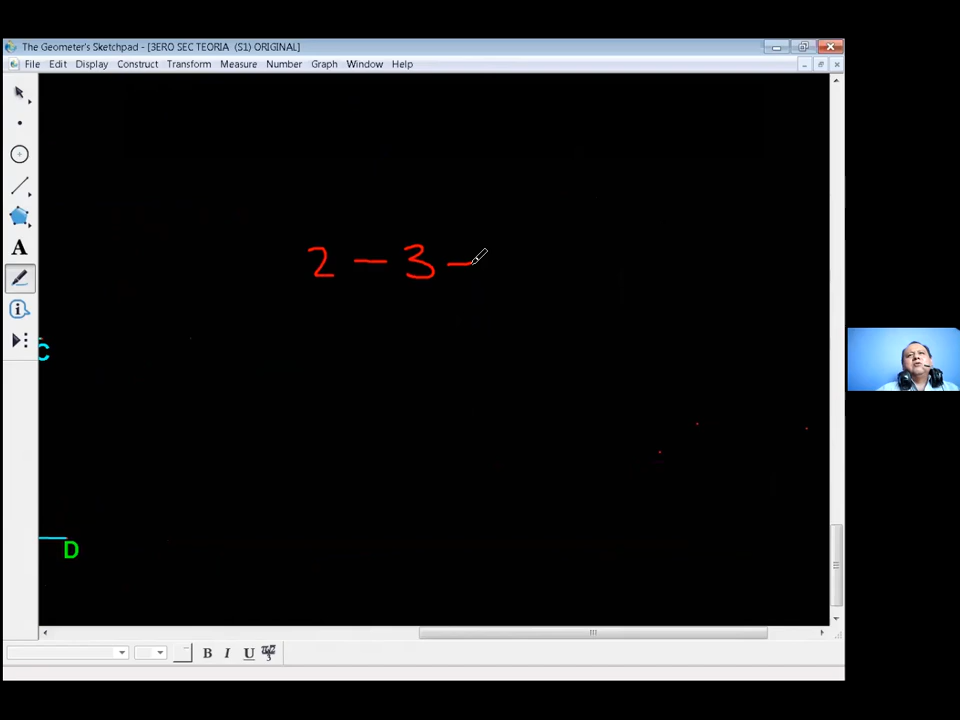 The Geometer's Sketchpad - [3ERO SEC TEORIA (S1) ORIGINAL]
File Edit Display Construct Transform Measure Number Graph Window Help
A
2 - 3 -
C
D
B I U